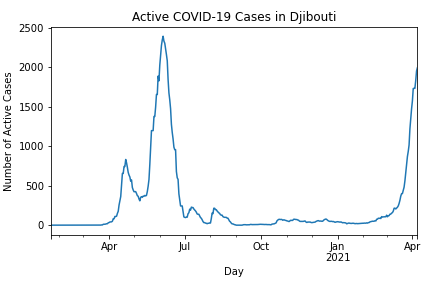 Active COVID-19 Cases in Djibouti
Number of Active Cases
2500
2000
1500
1000
500
0
Apr
Jul
Oct
Jan
2021
Apr
Day